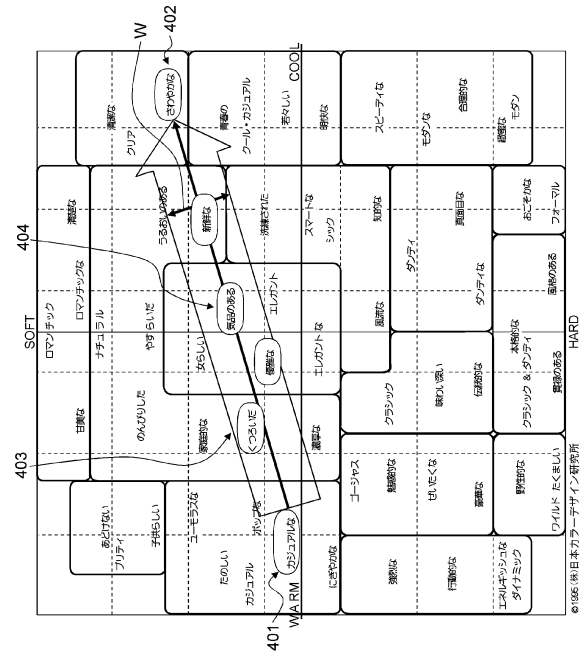 W
402
404
403
401
SOFT
HARD
WARM
COOL
ロマンチック
清楚な
ロマンチックな
甘美な
ナチュラル
うるおいのある
やすらいだ
のんびりした
あどけない
プリティ
子供らしい
清潔な
クリア
さわやかな
新鮮な
気品のある
女らしい
家庭的な
ユーモラスな
たのしい
カジュアル
ポップな
カジュアルな
くつろいだ
優雅な
エレガント
洗練された
青春の
クール・カジュアル
若々しい
明快な
スマートな
シック
エレガントな
濃厚な
にぎやかな
知的な
風流な
クラシック
ゴージャス
強烈な
スピーディな
モダンな
合理的な
超俗な
モダン
ダンディ
真面目な
ダンディな
おごそかな
フォーマル
味わい深い
伝統的な
魅惑的な
ぜいたくな
豪華な
行動的な
エネルギッシュな
ダイナミック
本格的な
クラシック & ダンディ
風格のある
貫禄のある
野性的な
ワイルド たくましい
©1995 (株)日本カラーデザイン研究所